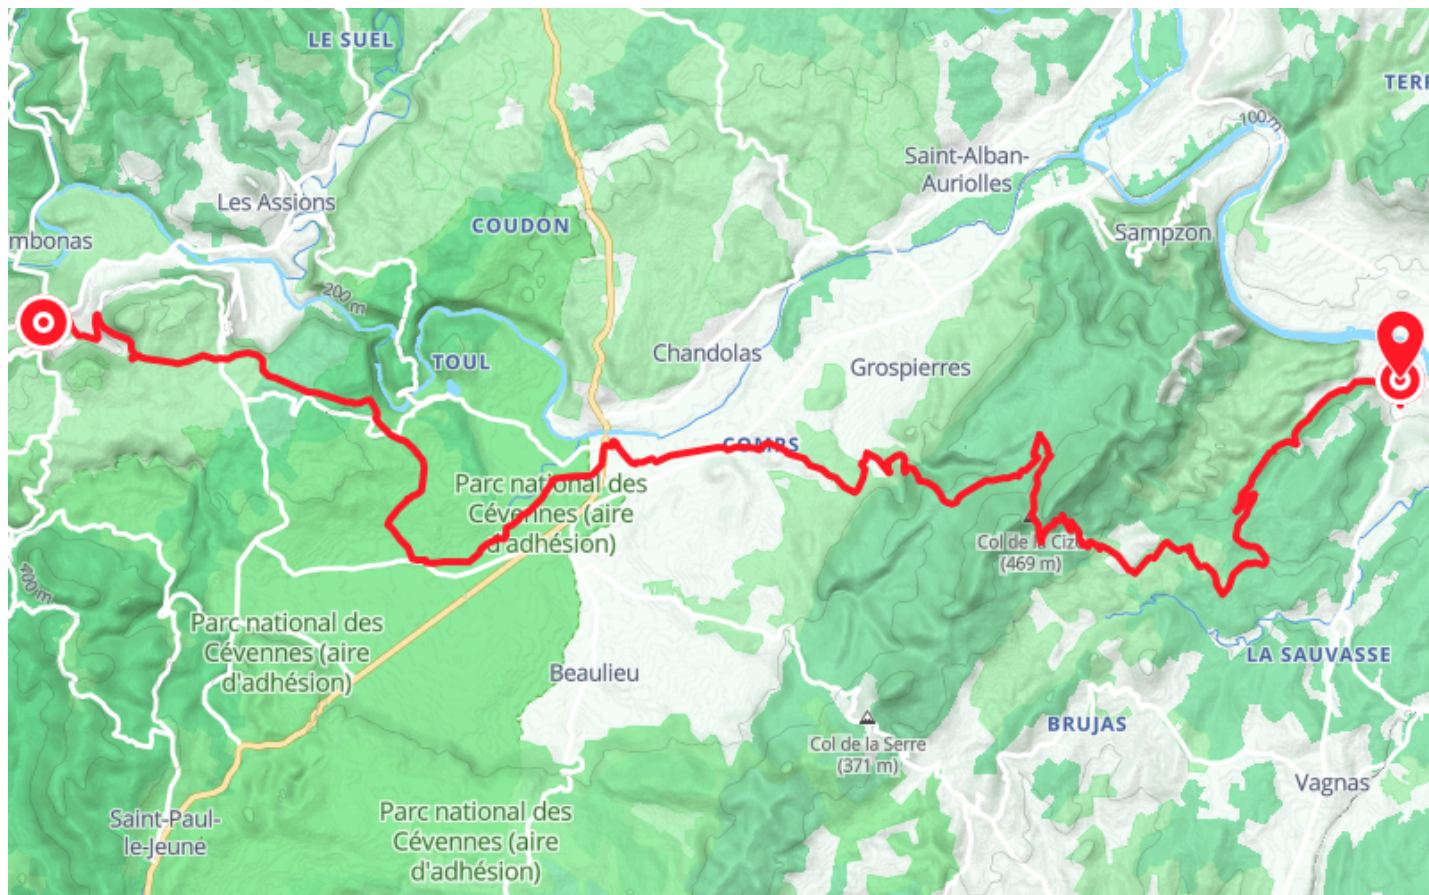 LE SUEL
TERR
100 m
Saint-Alban-
Auriolles
Les Assions
COUDON
Sampzon
mbonas
200 m
Chandolas
TOUL
Grospierres
COMPS
Parc national des
Cévennes (aire
d'adhésion)
Col de la Cize
(469 m)
400 m
Parc national des
Cévennes (aire
d'adhésion)
LA SAUVASSE
Beaulieu
BRUJAS
Col de la Serre
(371 m)
Vagnas
Saint-Paul-
le-Jeune
Parc national des
Cévennes (aire
d'adhésion)